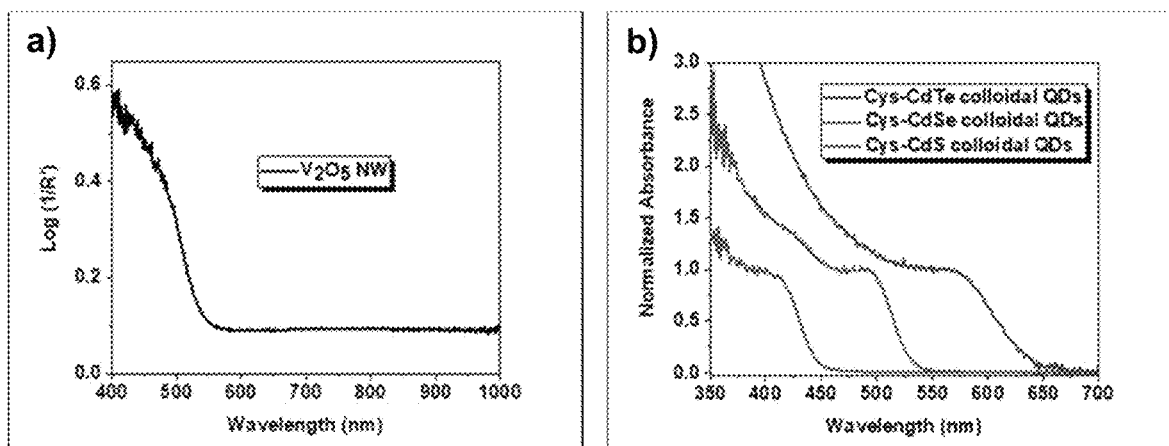 a)
0.6
0.4
0.2
0.0
Log (1/R)
V2O5 NW
400 500 600 700 800 900 1000
Wavelength (nm)
b)
3.0
2.5
2.0
1.5
1.0
0.5
0.0
Normalized Absorbance
Cys-CdTe colloidal QDs
Cys-CdSe colloidal QDs
Cys-CdS colloidal QDs
350 400 450 500 550 600 650 700
Wavelength (nm)